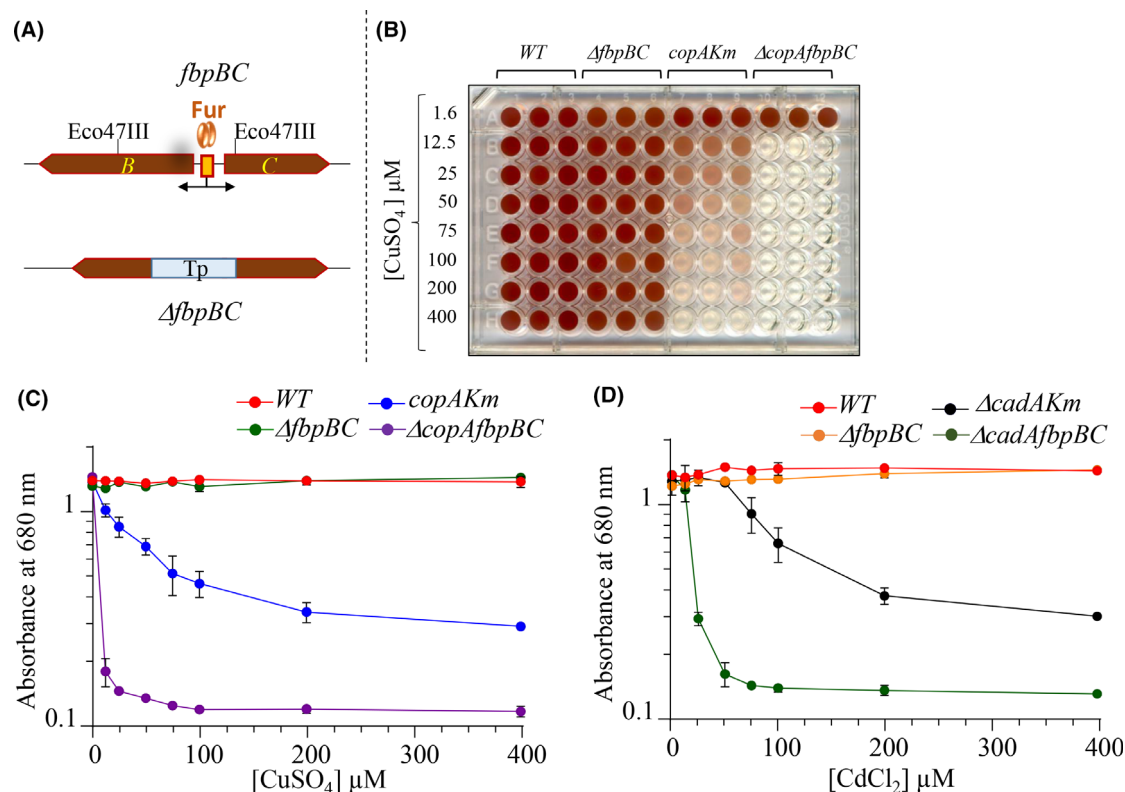 (A)
fbpBC
Fur
Eco47III
Eco47III
B
C
Tp
ΔfbpBC
(B)
WT
ΔfbpBC
copAKm
ΔcopAfbpBC
[CuSO4] µM
1.6
12.5
25
50
75
100
200
400
A
B
C
D
E
F
G
H
(C)
WT
copAKm
ΔfbpBC
ΔcopAfbpBC
Absorbance at 680 nm
1
0.1
0
100
200
300
400
[CuSO4] µM
(D)
WT
ΔcadAKm
ΔfbpBC
ΔcadAfbpBC
Absorbance at 680 nm
1
0.1
0
100
200
300
400
[CdCl2] µM